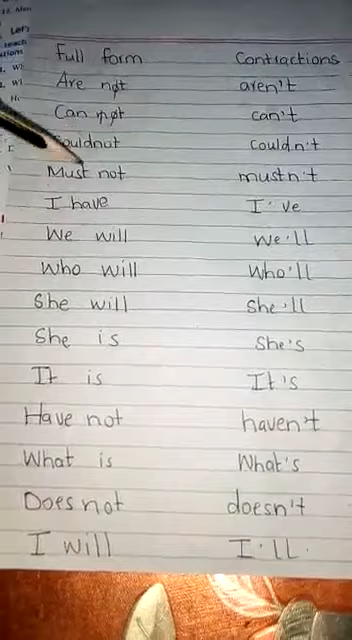 Let's
teach
Full form Contractions
Are not aren't
Can not can't
Couldnot couldn't
Must not mustn't
I have I've
We will We'll
Who will Who'll
She will She'll
She is She's
It is It's
Have not haven't
What is What's
Does not doesn't
I will I'll.